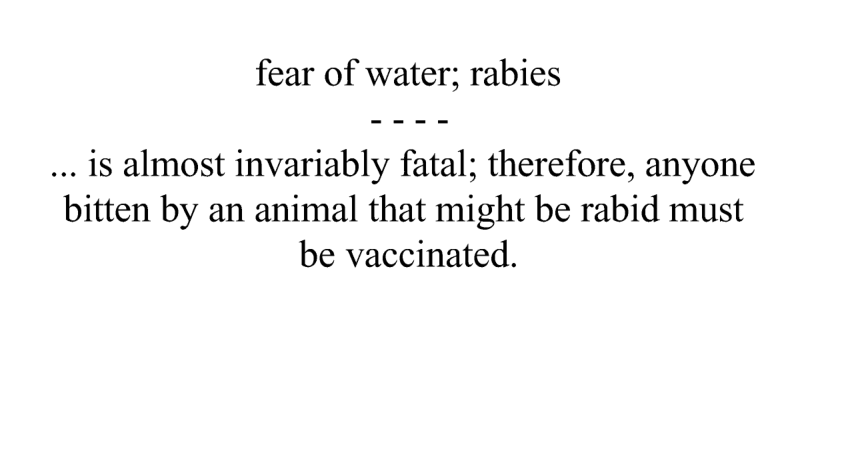 fear of water; rabies
- - - -
... is almost invariably fatal; therefore, anyone
bitten by an animal that might be rabid must
be vaccinated.